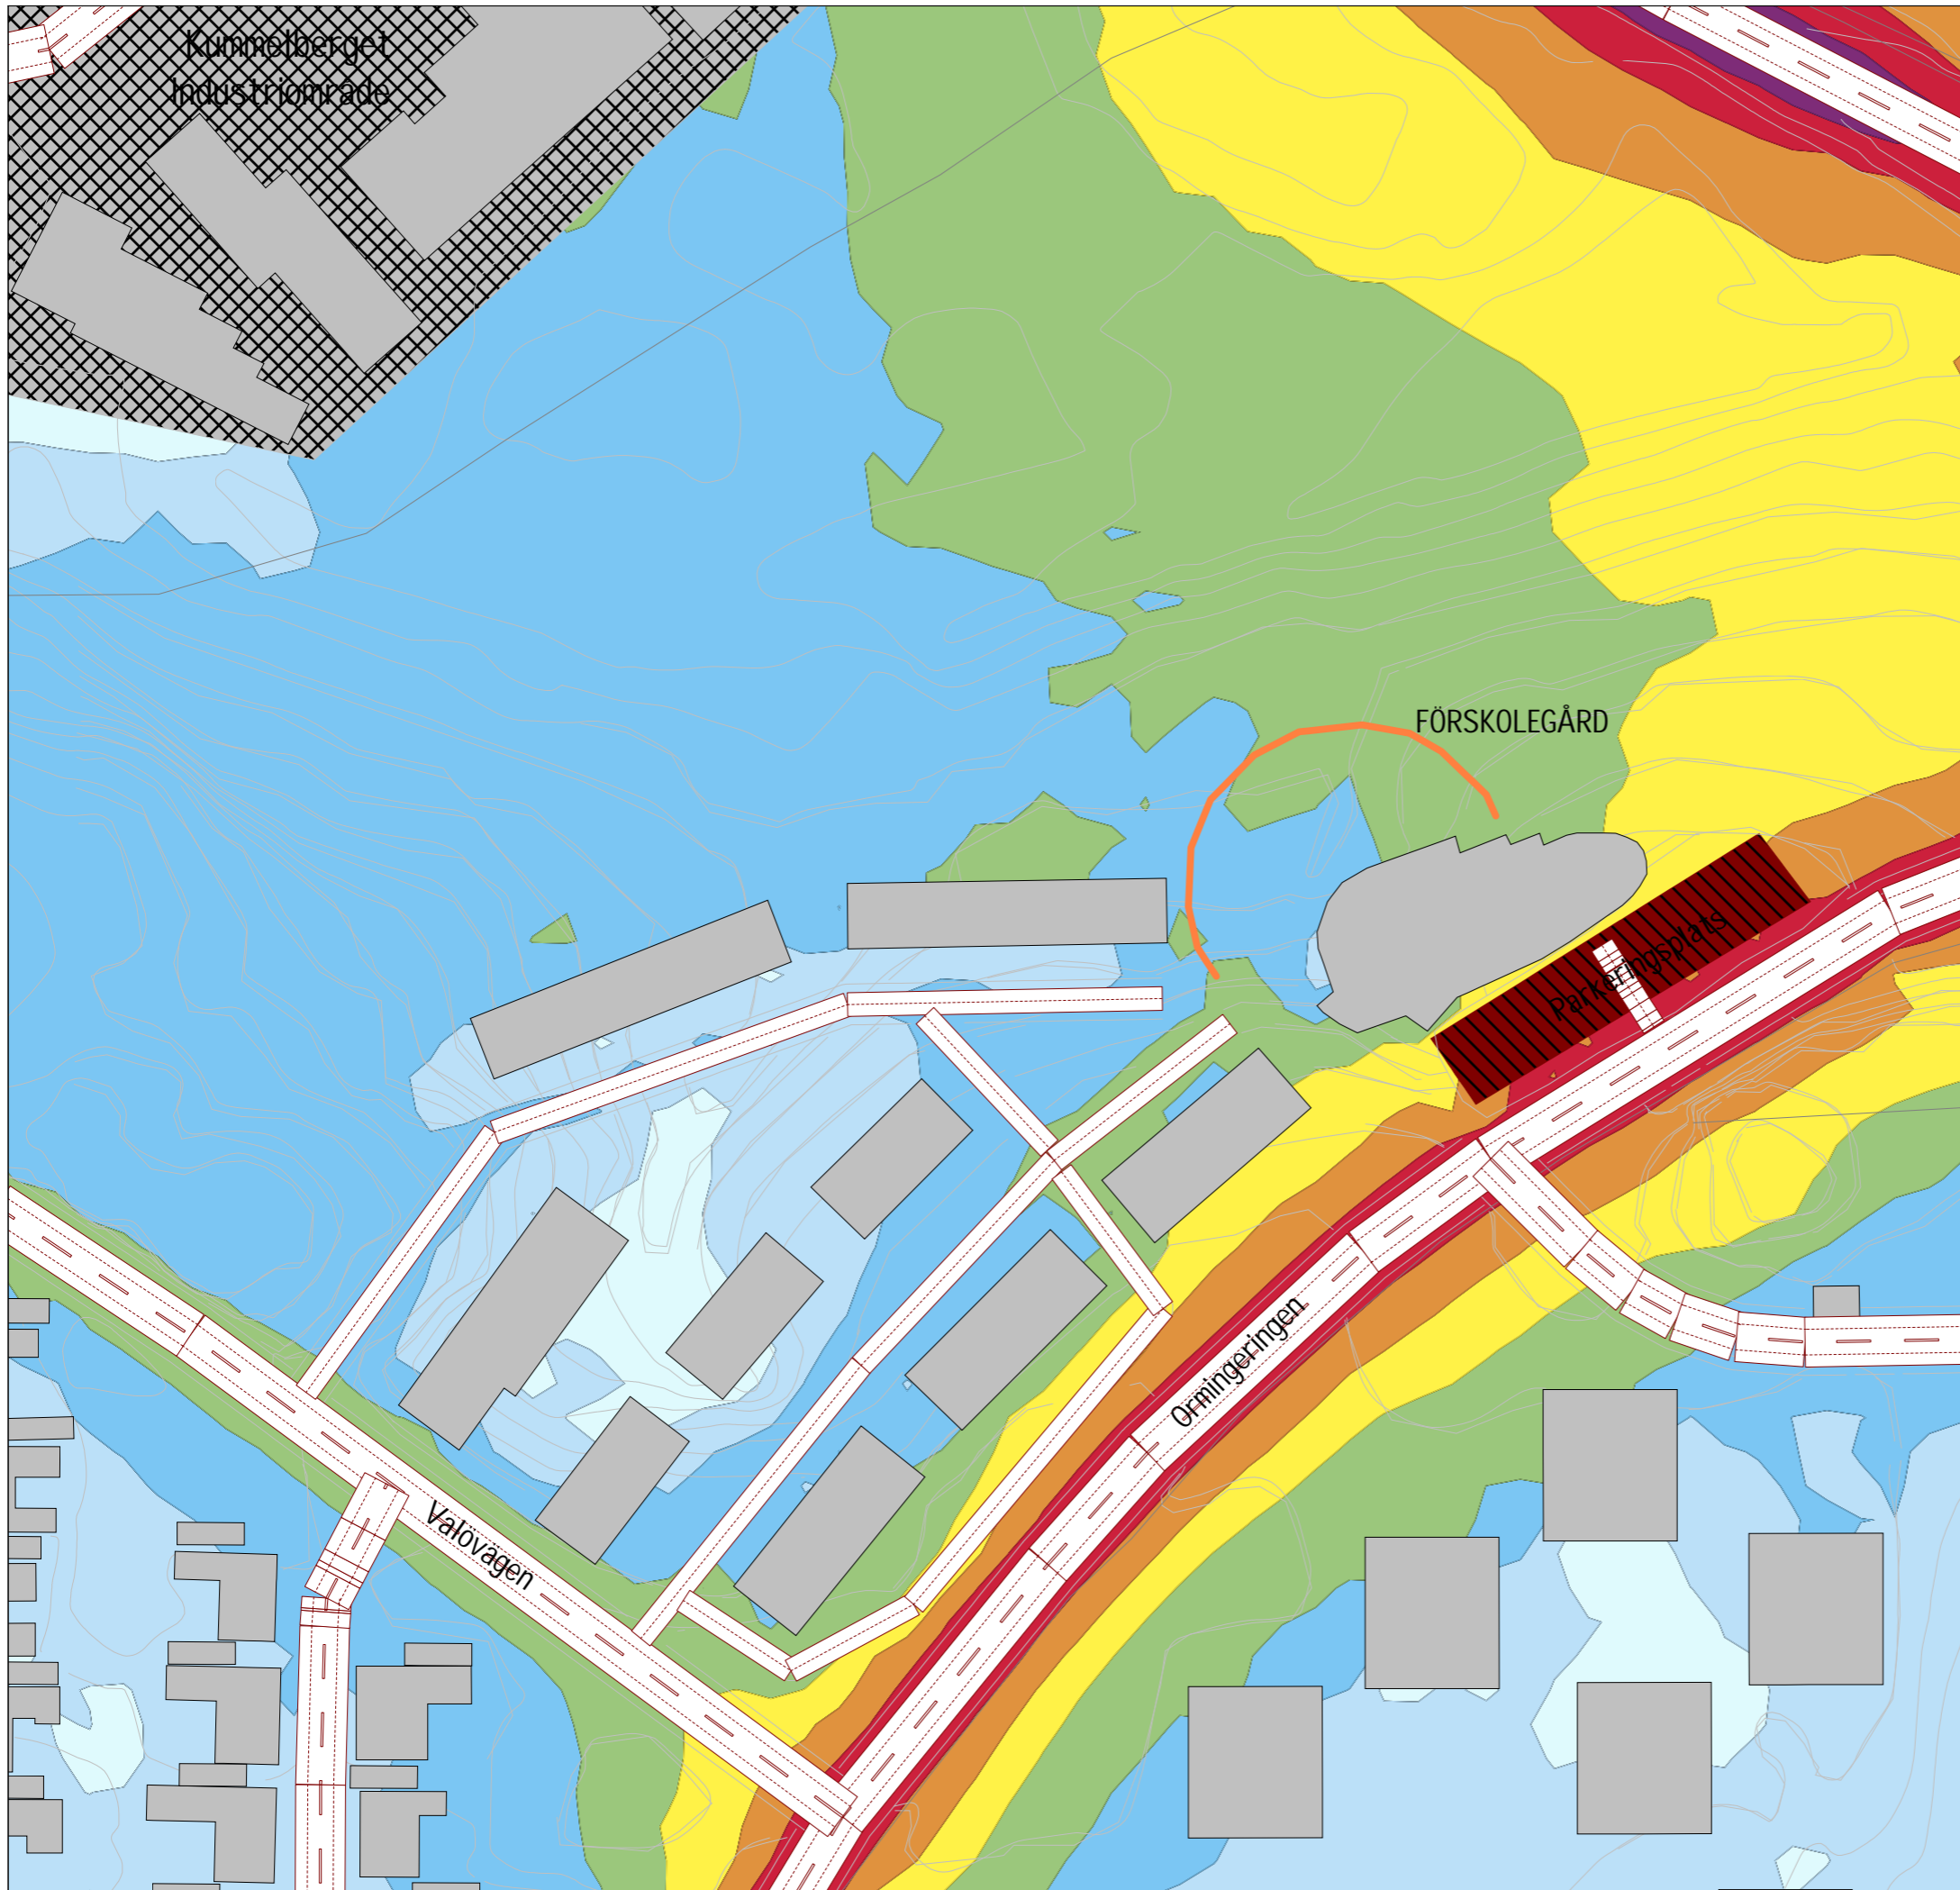 Kummelberget
Industriområde
FÖRSKOLEGÅRD
Parkeringsplats
Ormingeringen
Valövägen